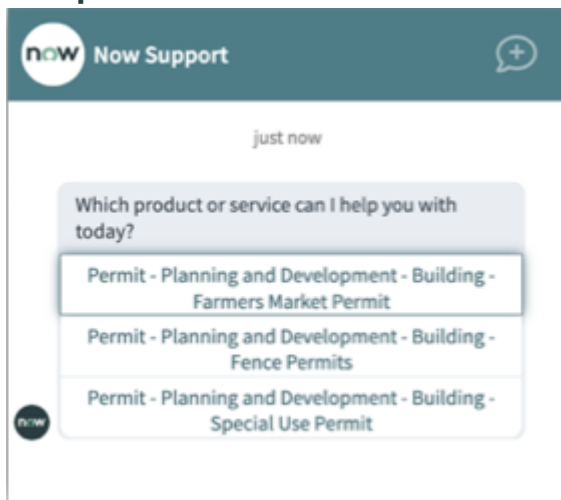 now Now Support
just now
Which product or service can I help you with
today?
Permit - Planning and Development - Building -
Farmers Market Permit
Permit - Planning and Development - Building -
Fence Permits
Permit - Planning and Development - Building -
Special Use Permit
now